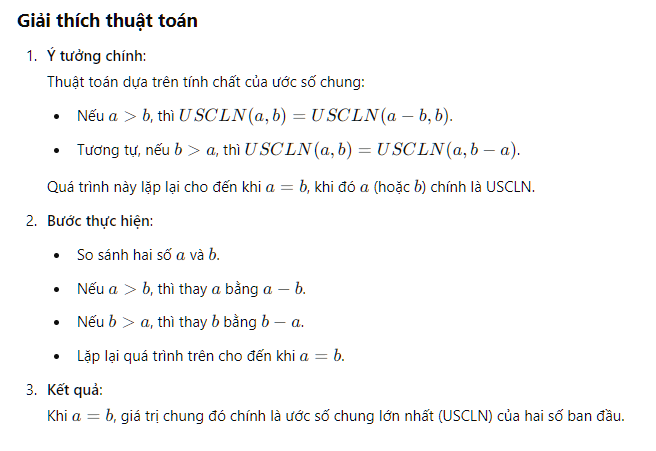 Giải thích thuật toán
1. Ý tưởng chính:
Thuật toán dựa trên tính chất của ước số chung:
• Nếu a > b, thì USCLN(a, b) = USCLN(a − b, b).
• Tương tự, nếu b > a, thì USCLN(a, b) = USCLN(a, b − a).
Quá trình này lặp lại cho đến khi a = b, khi đó a (hoặc b) chính là USCLN.
2. Bước thực hiện:
• So sánh hai số a và b.
• Nếu a > b, thì thay a bằng a − b.
• Nếu b > a, thì thay b bằng b − a.
• Lặp lại quá trình trên cho đến khi a = b.
3. Kết quả:
Khi a = b, giá trị chung đó chính là ước số chung lớn nhất (USCLN) của hai số ban đầu.